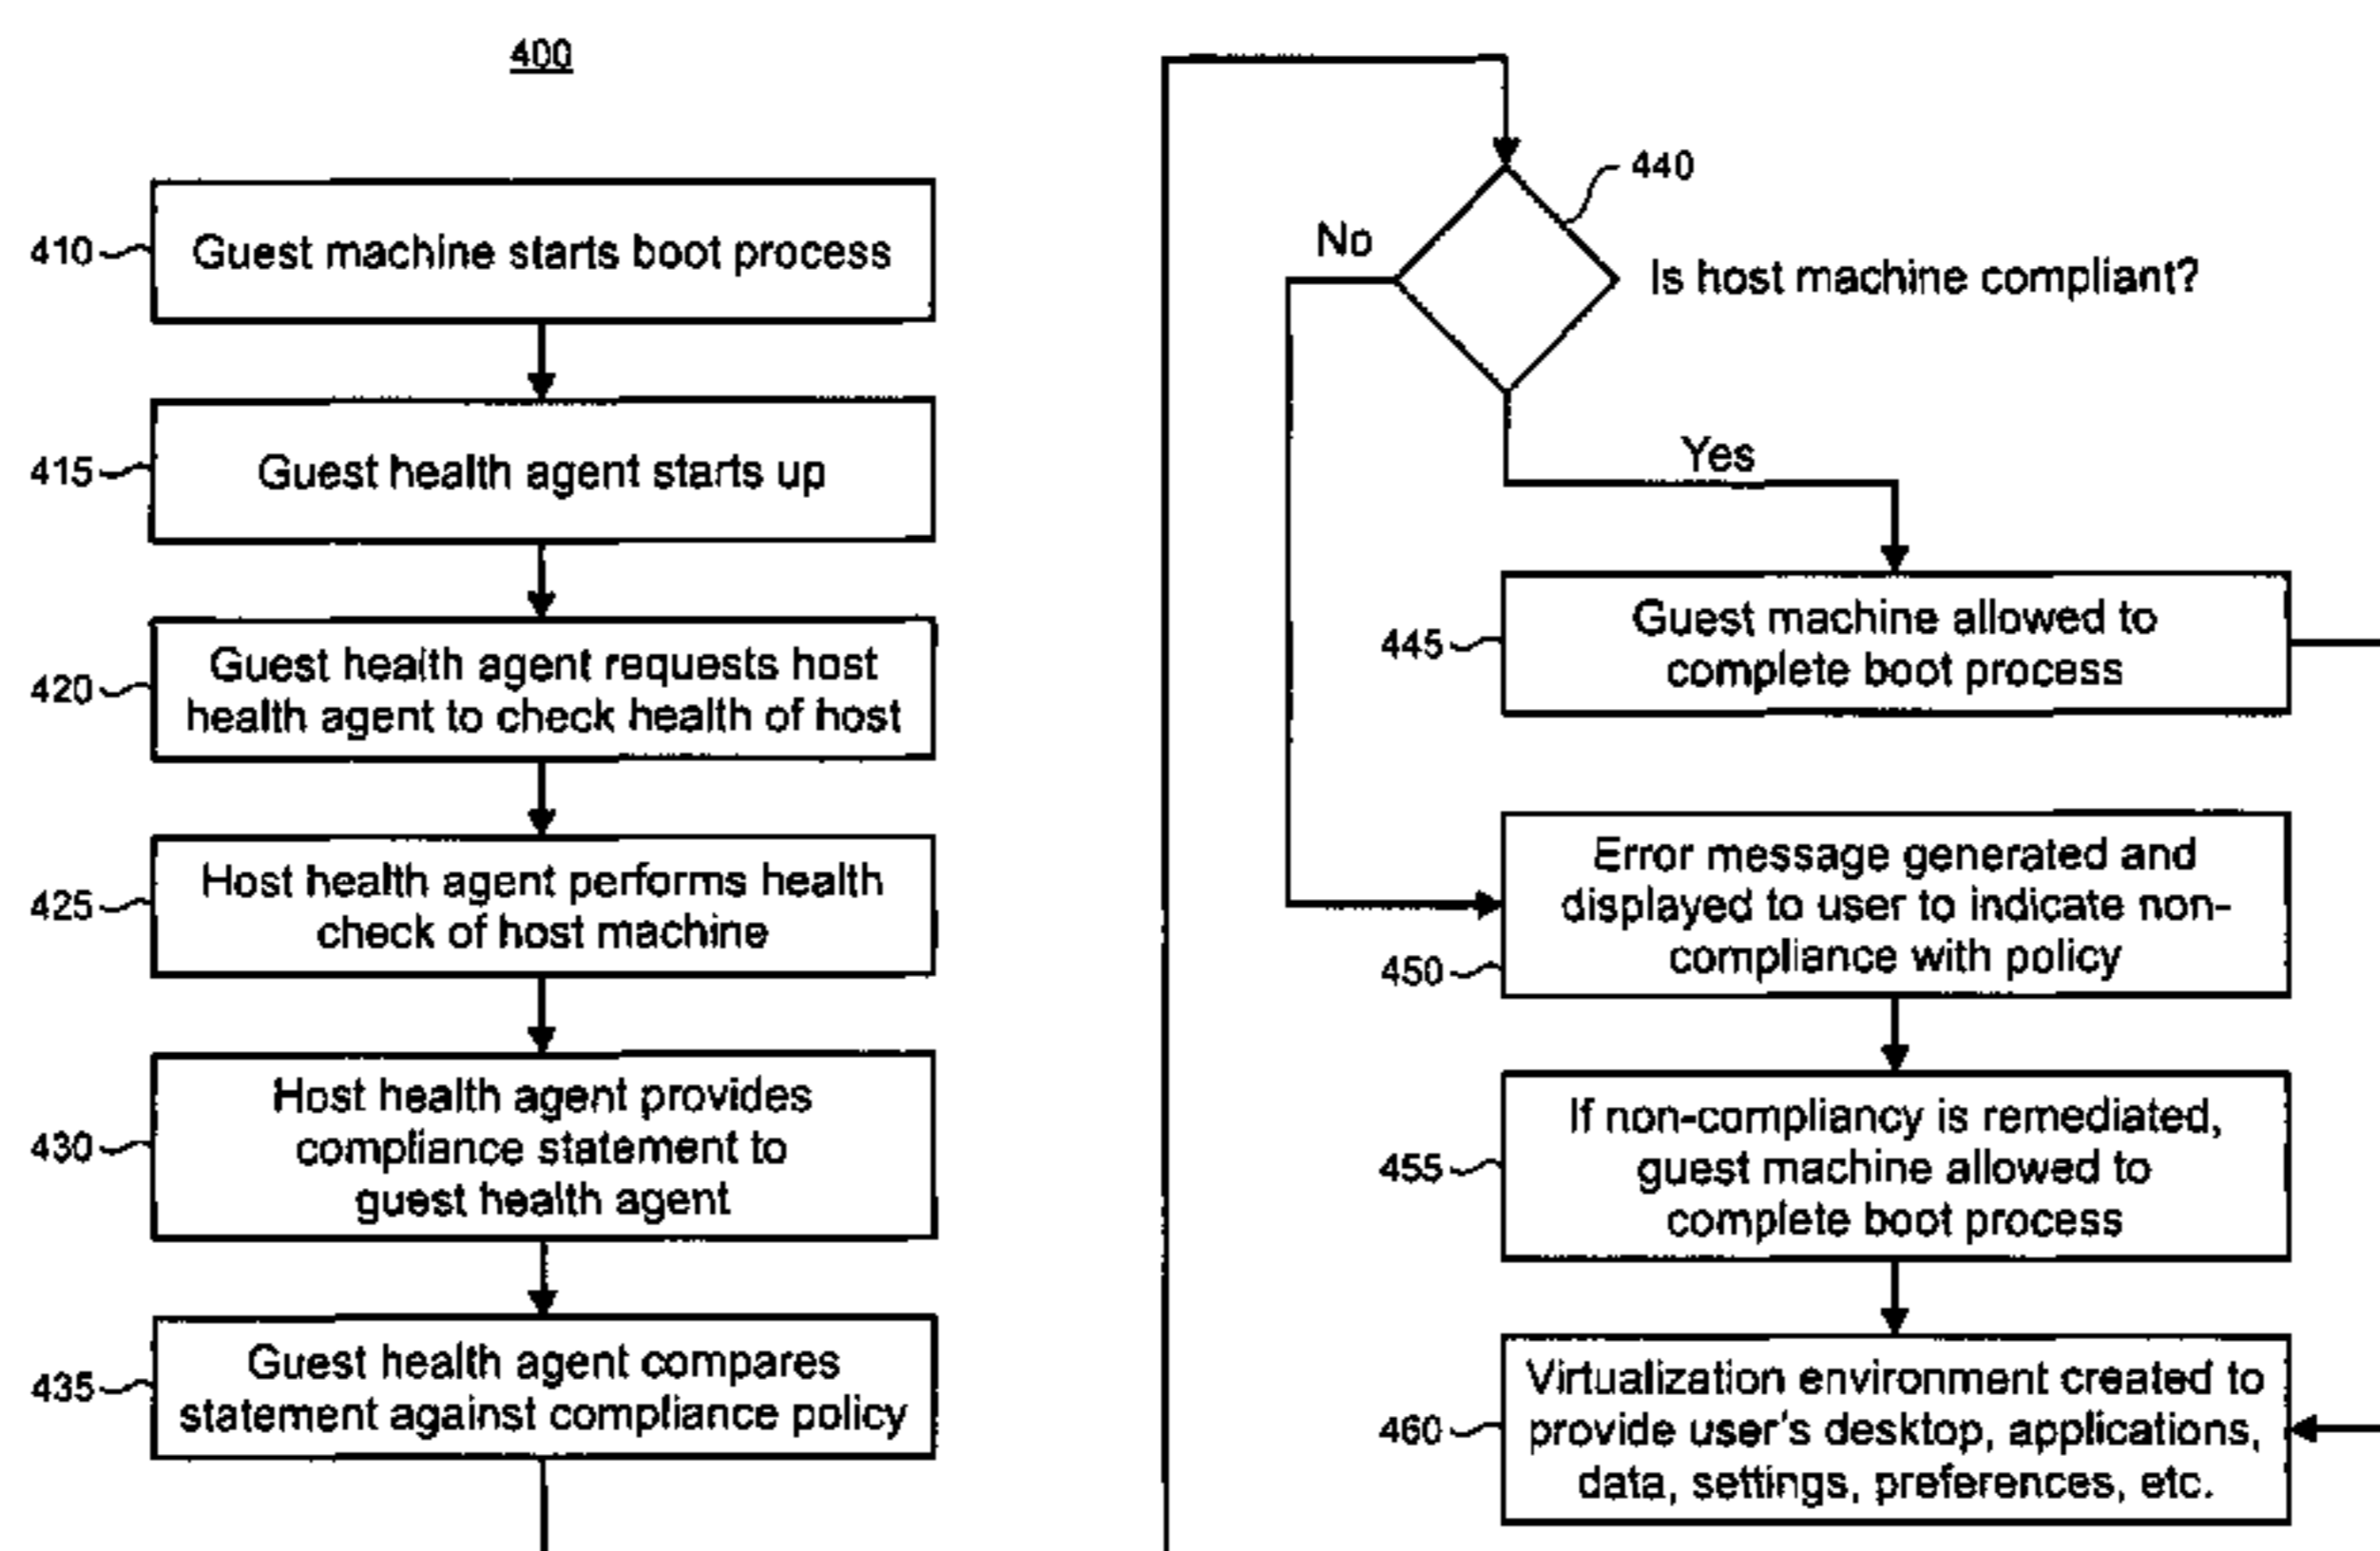 400
410
Guest machine starts boot process
415
Guest health agent starts up
420
Guest health agent requests host
health agent to check health of host
425
Host health agent performs health
check of host machine
430
Host health agent provides
compliance statement to
guest health agent
435
Guest health agent compares
statement against compliance policy
440
No
Is host machine compliant?
Yes
445
Guest machine allowed to
complete boot process
450
Error message generated and
displayed to user to indicate non-
compliance with policy
455
If non-compliancy is remediated,
guest machine allowed to
complete boot process
460
Virtualization environment created to
provide user's desktop, applications,
data, settings, preferences, etc.